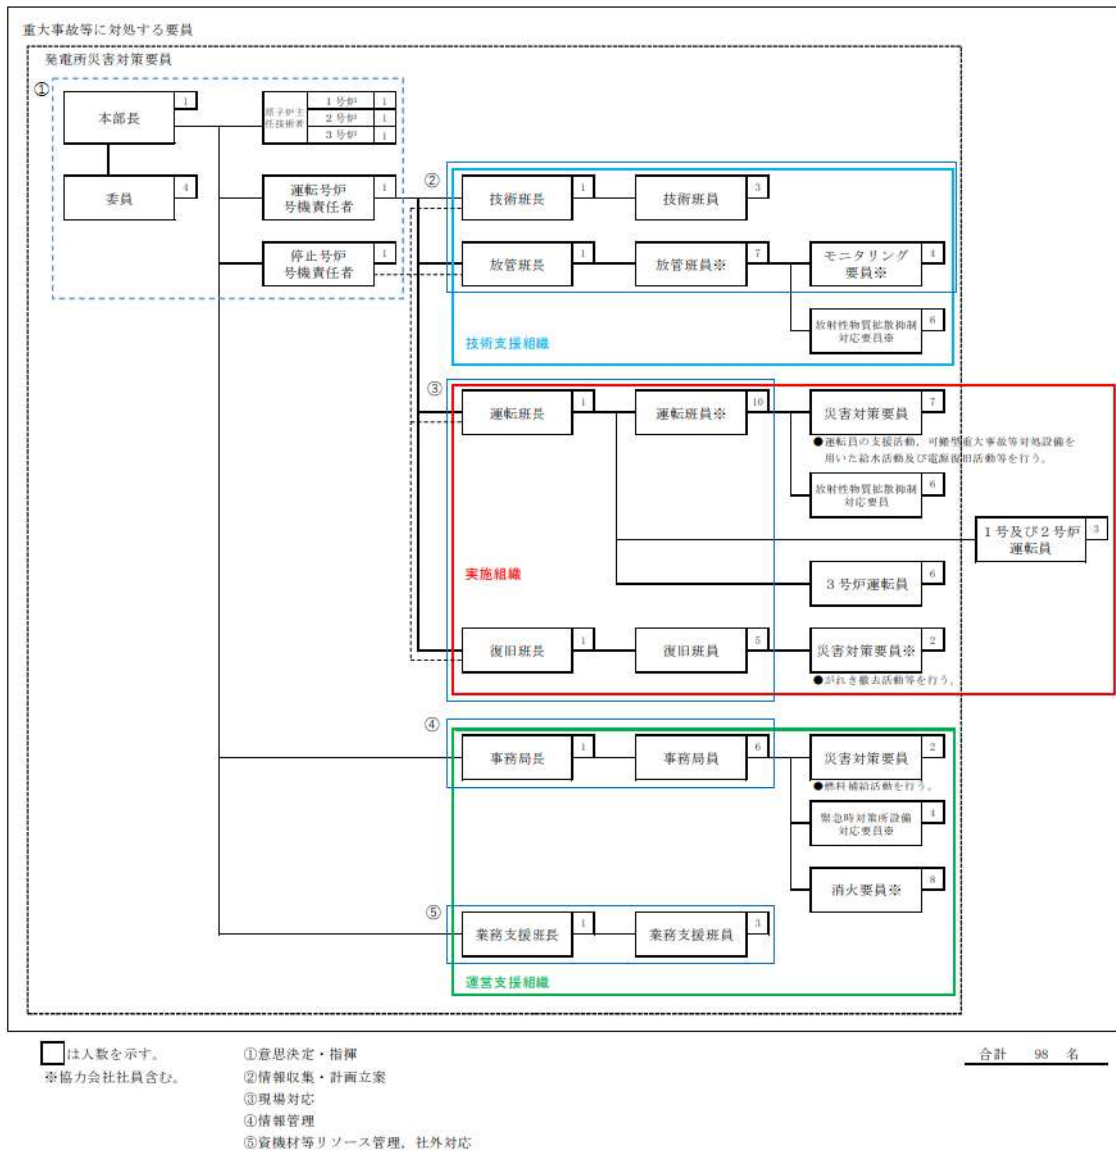 重大事故等に対処する要員
発電所災害対策要員
①
本部長
1
原子炉主
任技術者
1号炉
1
2号炉
1
3号炉
1
委員
4
運転号炉
号機責任者
1
停止号炉
号機責任者
1
②
技術班長
1
技術班員
3
放管班長
1
放管班員※
7
モニタリング
要員※
4
放射性物質拡散抑制
対応要員※
6
技術支援組織
③
運転班長
1
運転班員※
10
災害対策要員
7
●運転員の支援活動，可搬型重大事故等対処設備を
用いた給水活動及び電源復旧活動等を行う。
放射性物質拡散抑制
対応要員
6
1号及び2号炉
運転員
3
実施組織
3号炉運転員
6
復旧班長
1
復旧班員
5
災害対策要員※
2
●がれき撤去活動等を行う。
④
事務局長
1
事務局員
6
災害対策要員
2
●燃料補給活動を行う。
緊急時対策所設備
対応要員※
4
消火要員※
8
⑤
業務支援班長
1
業務支援班員
3
運営支援組織
は人数を示す。
※協力会社社員含む。
①意思決定・指揮
②情報収集・計画立案
③現場対応
④情報管理
⑤資機材等リソース管理，社外対応
合計 98 名